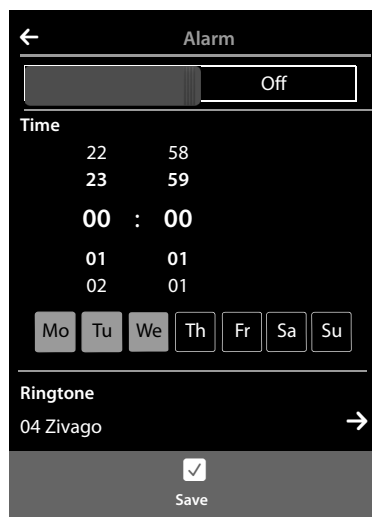 Alarm
Off
Time
22 58
23 59
00 : 00
01 01
02 01
Mo Tu We Th Fr Sa Su
Ringtone
04 Zivago
Save